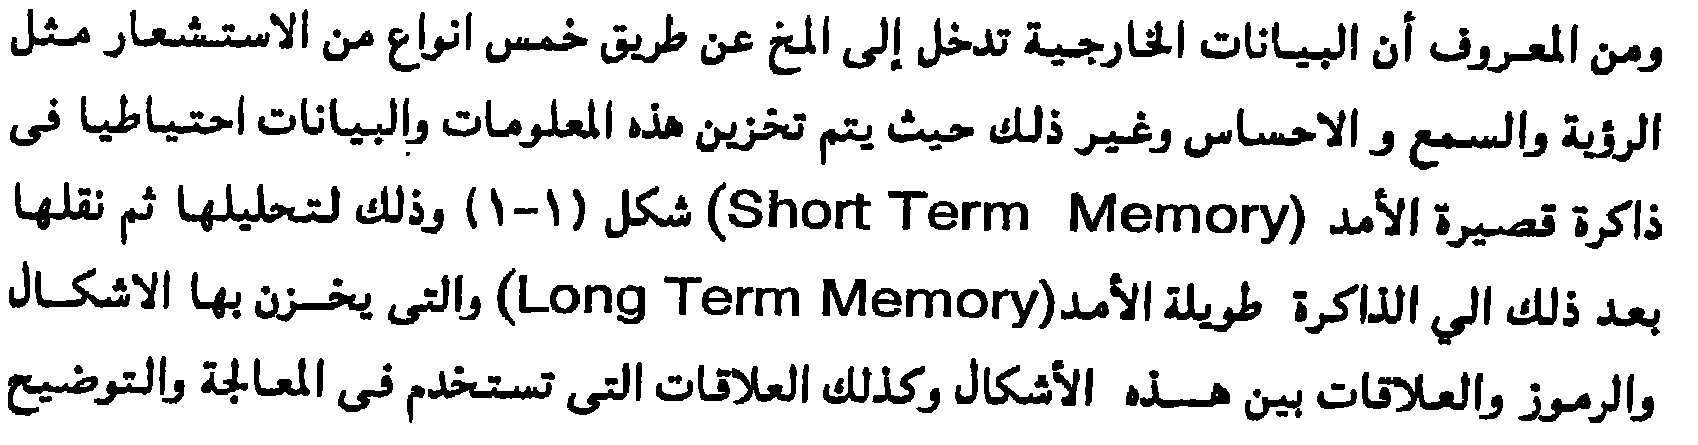 ومن المعروف أن البيانات الخارجية تدخل إلى المخ عن طريق خمس انواع من الاستشعار مثل
الرؤية والسمع و الاحساس وغير ذلك حيث يتم تخزين هذه المعلومات والبيانات احتياطيا فى
ذاكرة قصيرة الأمد (Short Term Memory) شكل (١-١) وذلك لتحليلها ثم نقلها
بعد ذلك الي الذاكرة طويلة الأمد(Long Term Memory) والتى يخزن بها الاشكال
والرموز والعلاقات بين هذه الأشكال وكذلك العلاقات التى تستخدم فى المعالجة والتوضيح